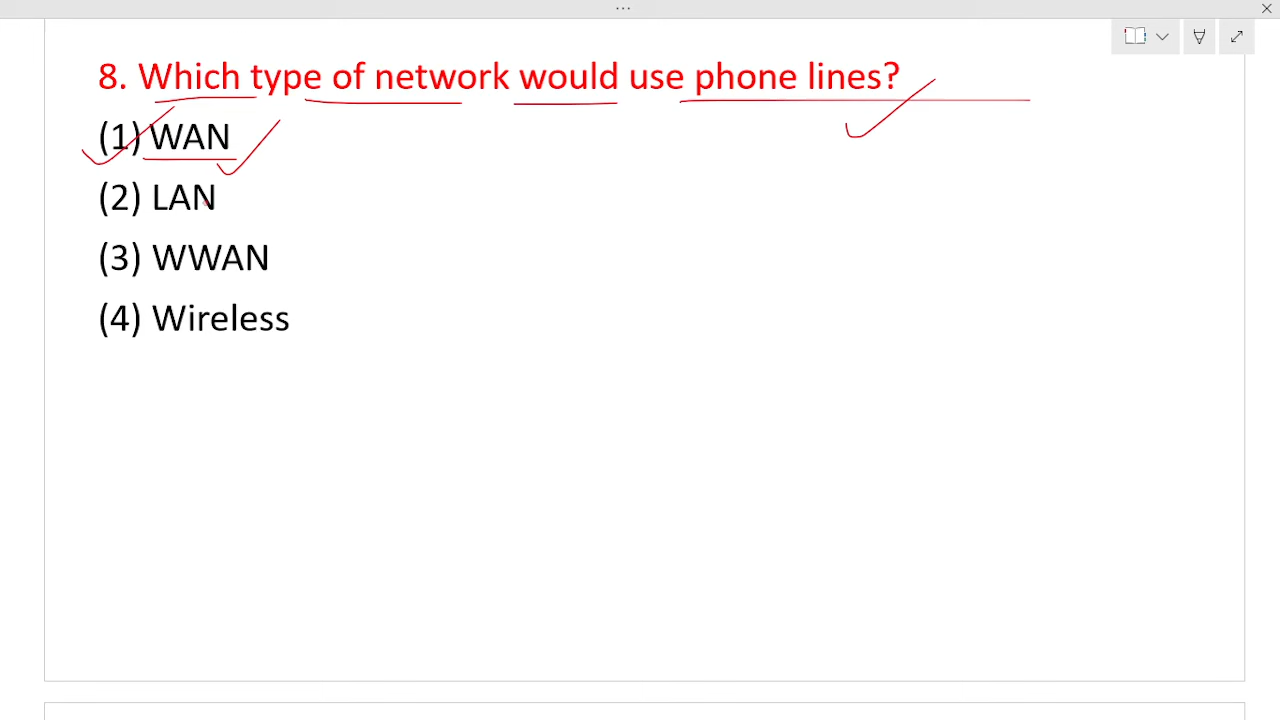 8. Which type of network would use phone lines?
(1) WAN
(2) LAN
(3) WWAN
(4) Wireless